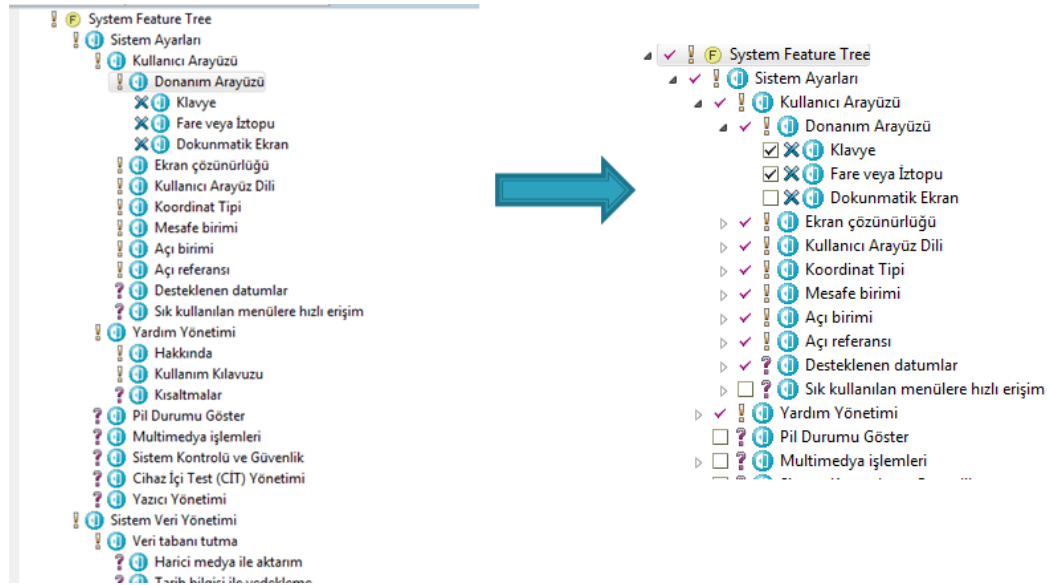 System Feature Tree
Sistem Ayarları
Kullanıcı Arayüzü
Donanım Arayüzü
Klavye
Fare veya İztopu
Dokunmatik Ekran
Ekran çözünürlüğü
Kullanıcı Arayüz Dili
Koordinat Tipi
Mesafe birimi
Açı birimi
Açı referansı
Desteklenen datumlar
Sık kullanılan menülere hızlı erişim
Yardım Yönetimi
Hakkında
Kullanım Kılavuzu
Kısaltmalar
Pil Durumu Göster
Multimedya işlemleri
Sistem Kontrolü ve Güvenlik
Cihaz İçi Test (CİT) Yönetimi
Yazıcı Yönetimi
Sistem Veri Yönetimi
Veri tabanı tutma
Harici medya ile aktarım
Tarih bilgisi ile yedekleme
System Feature Tree
Sistem Ayarları
Kullanıcı Arayüzü
Donanım Arayüzü
Klavye
Fare veya İztopu
Dokunmatik Ekran
Ekran çözünürlüğü
Kullanıcı Arayüz Dili
Koordinat Tipi
Mesafe birimi
Açı birimi
Açı referansı
Desteklenen datumlar
Sık kullanılan menülere hızlı erişim
Yardım Yönetimi
Pil Durumu Göster
Multimedya işlemleri